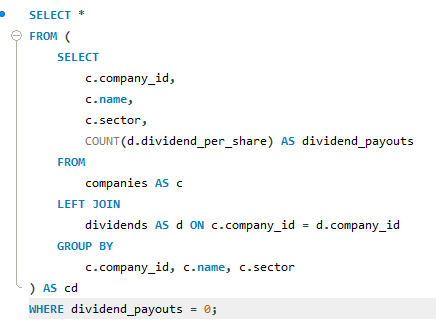 SELECT *
FROM (
SELECT
c.company_id,
c.name,
c.sector,
COUNT(d.dividend_per_share) AS dividend_payouts
FROM
companies AS c
LEFT JOIN
dividends AS d ON c.company_id = d.company_id
GROUP BY
c.company_id, c.name, c.sector
) AS cd
WHERE dividend_payouts = 0;